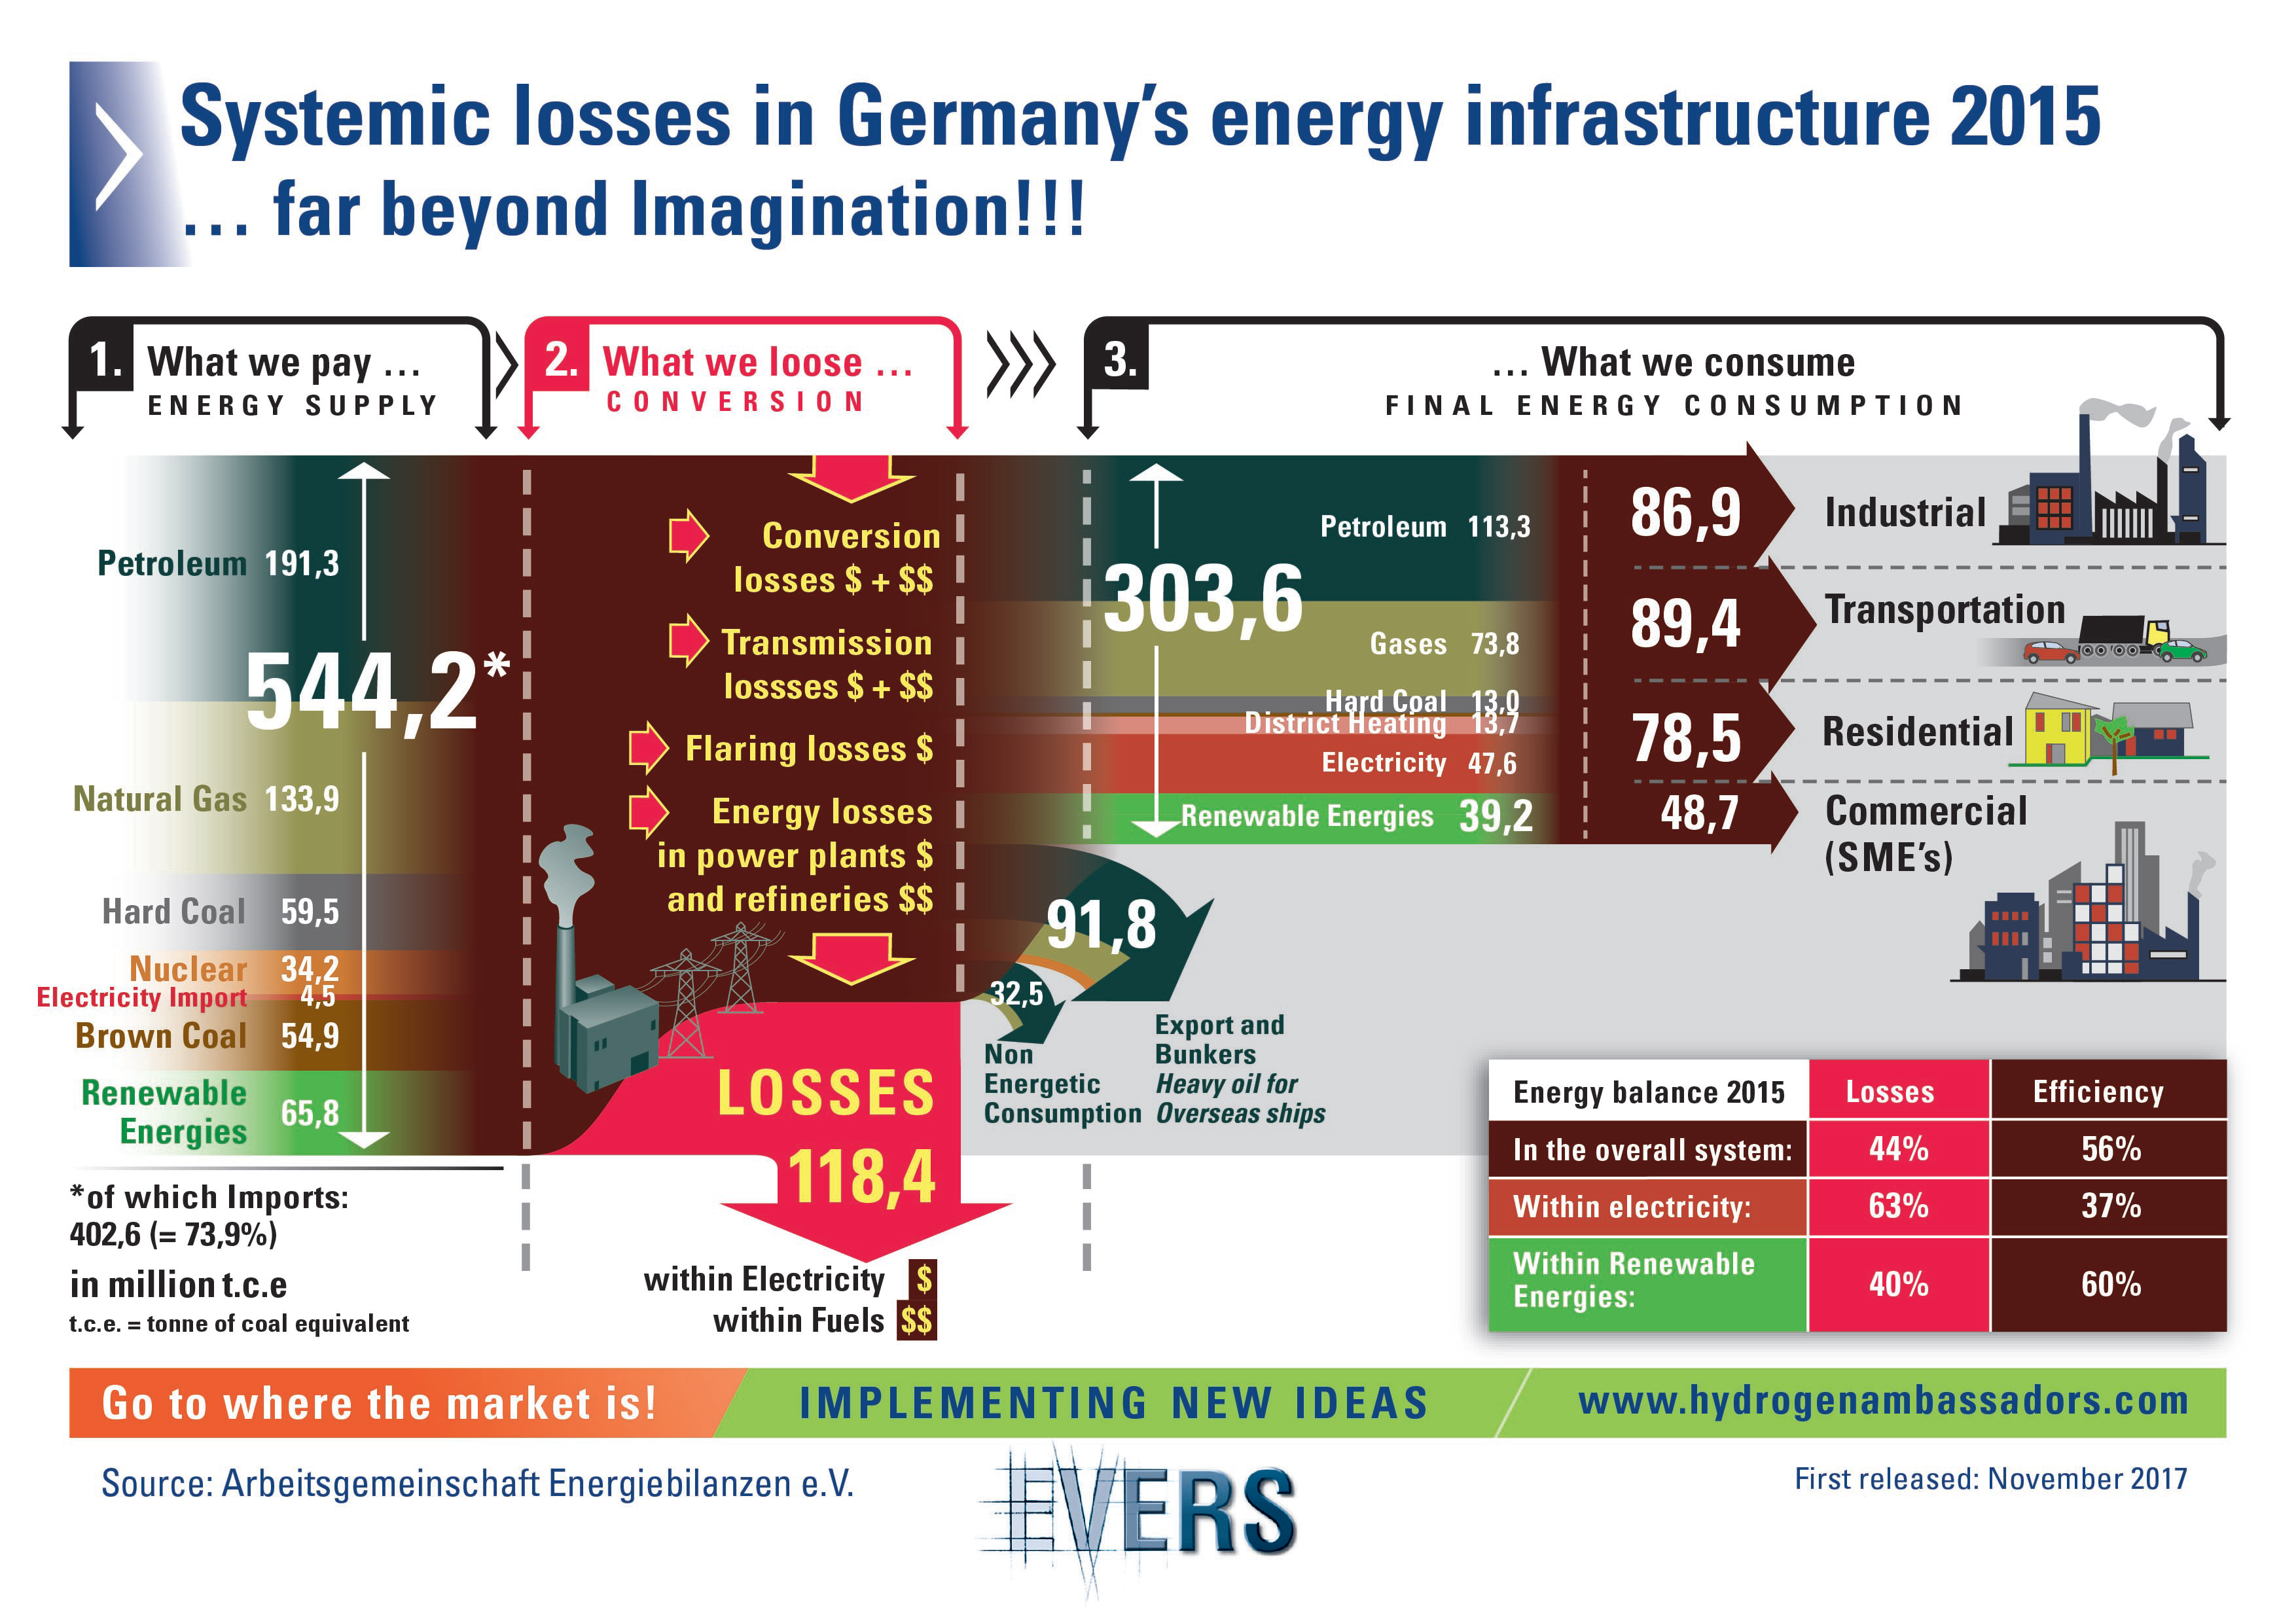 Systemic losses in Germany's energy infrastructure 2015
... far beyond Imagination!!!
1. What we pay ...
ENERGY SUPPLY
2. What we loose ...
CONVERSION
3.
... What we consume
FINAL ENERGY CONSUMPTION
Petroleum 191,3
544,2*
Natural Gas 133,9
Hard Coal 59,5
Nuclear 34,2
Electricity Import 4,5
Brown Coal 54,9
Renewable
Energies 65,8
*of which Imports:
402,6 (= 73,9%)
in million t.c.e
t.c.e. = tonne of coal equivalent
Conversion
losses $ + $$
Transmission
lossses $ + $$
Flaring losses $
Energy losses
in power plants $
and refineries $$
LOSSES
118,4
within Electricity $
within Fuels $$
303,6
Petroleum 113,3
Gases 73,8
Hard Coal 13,0
District Heating 13,7
Electricity 47,6
Renewable Energies 39,2
91,8
32,5
Non
Energetic
Consumption
Export and
Bunkers
Heavy oil for
Overseas ships
86,9 Industrial
89,4 Transportation
78,5 Residential
48,7 Commercial
(SME's)
Energy balance 2015 Losses Efficiency
In the overall system: 44% 56%
Within electricity: 63% 37%
Within Renewable
Energies: 40% 60%
Go to where the market is! IMPLEMENTING NEW IDEAS www.hydrogenambassadors.com
Source: Arbeitsgemeinschaft Energiebilanzen e.V.
EVERS
First released: November 2017